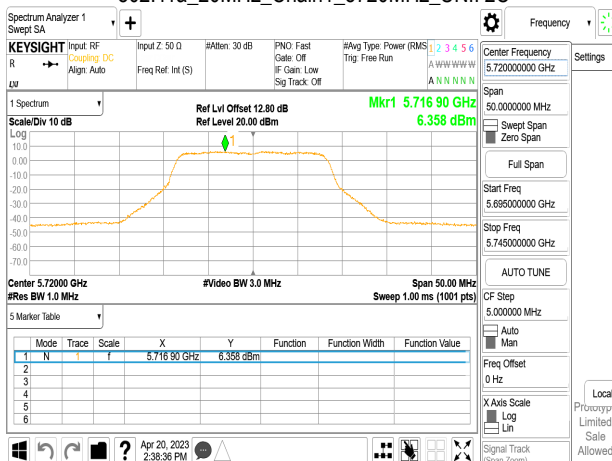 Spectrum Analyzer 1
Swept SA
Frequency
Settings
KEYSIGHT
R
Input: RF
Coupling: DC
Align: Auto
Input Z: 50 Ω
Freq Ref: Int (S)
#Atten: 30 dB
PNO: Fast
Gate: Off
IF Gain: Low
Sig Track: Off
#Avg Type: Power (RMS
Trig: Free Run
1 2 3 4 5 6
A W W W W W
A N N N N N
1 Spectrum
Scale/Div 10 dB
Ref Lvl Offset 12.80 dB
Ref Level 20.00 dBm
Mkr1 5.716 90 GHz
6.358 dBm
Log
10.0
0.00
-10.0
-20.0
-30.0
-40.0
-50.0
-60.0
-70.0
1
Center 5.72000 GHz
#Res BW 1.0 MHz
#Video BW 3.0 MHz
Span 50.00 MHz
Sweep 1.00 ms (1001 pts)
5 Marker Table
Mode Trace Scale X Y Function Function Width Function Value
1 N 1 f 5.716 90 GHz 6.358 dBm
2
3
4
5
6
Apr 20, 2023
2:38:36 PM
Center Frequency
5.720000000 GHz
Span
50.0000000 MHz
Swept Span
Zero Span
Full Span
Start Freq
5.695000000 GHz
Stop Freq
5.745000000 GHz
AUTO TUNE
CF Step
5.000000 MHz
Auto
Man
Freq Offset
0 Hz
X Axis Scale
Log
Lin
Signal Track
(Span Zoom)
Local
Limited
Sale
Allowed